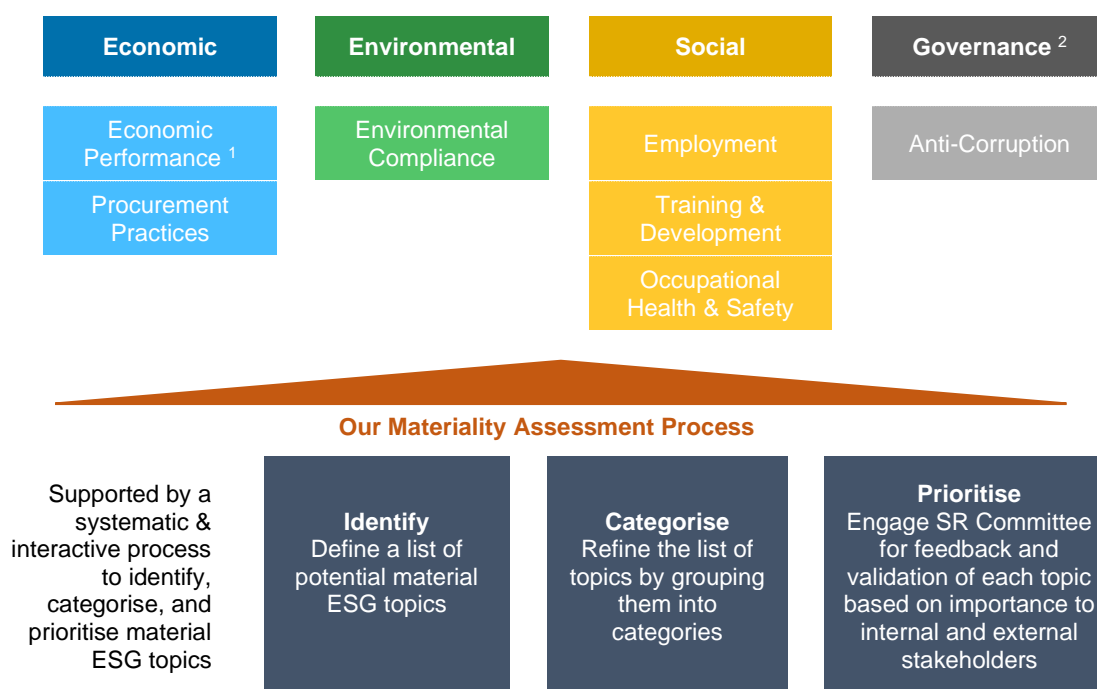 Economic
Environmental
Social
Governance 2
Economic
Performance 1
Environmental
Compliance
Employment
Anti-Corruption
Procurement
Practices
Training &
Development
Occupational
Health & Safety
Our Materiality Assessment Process
Supported by a
systematic &
interactive process
to identify,
categorise, and
prioritise material
ESG topics
Identify
Define a list of
potential material
ESG topics
Categorise
Refine the list of
topics by grouping
them into
categories
Prioritise
Engage SR Committee
for feedback and
validation of each topic
based on importance to
internal and external
stakeholders